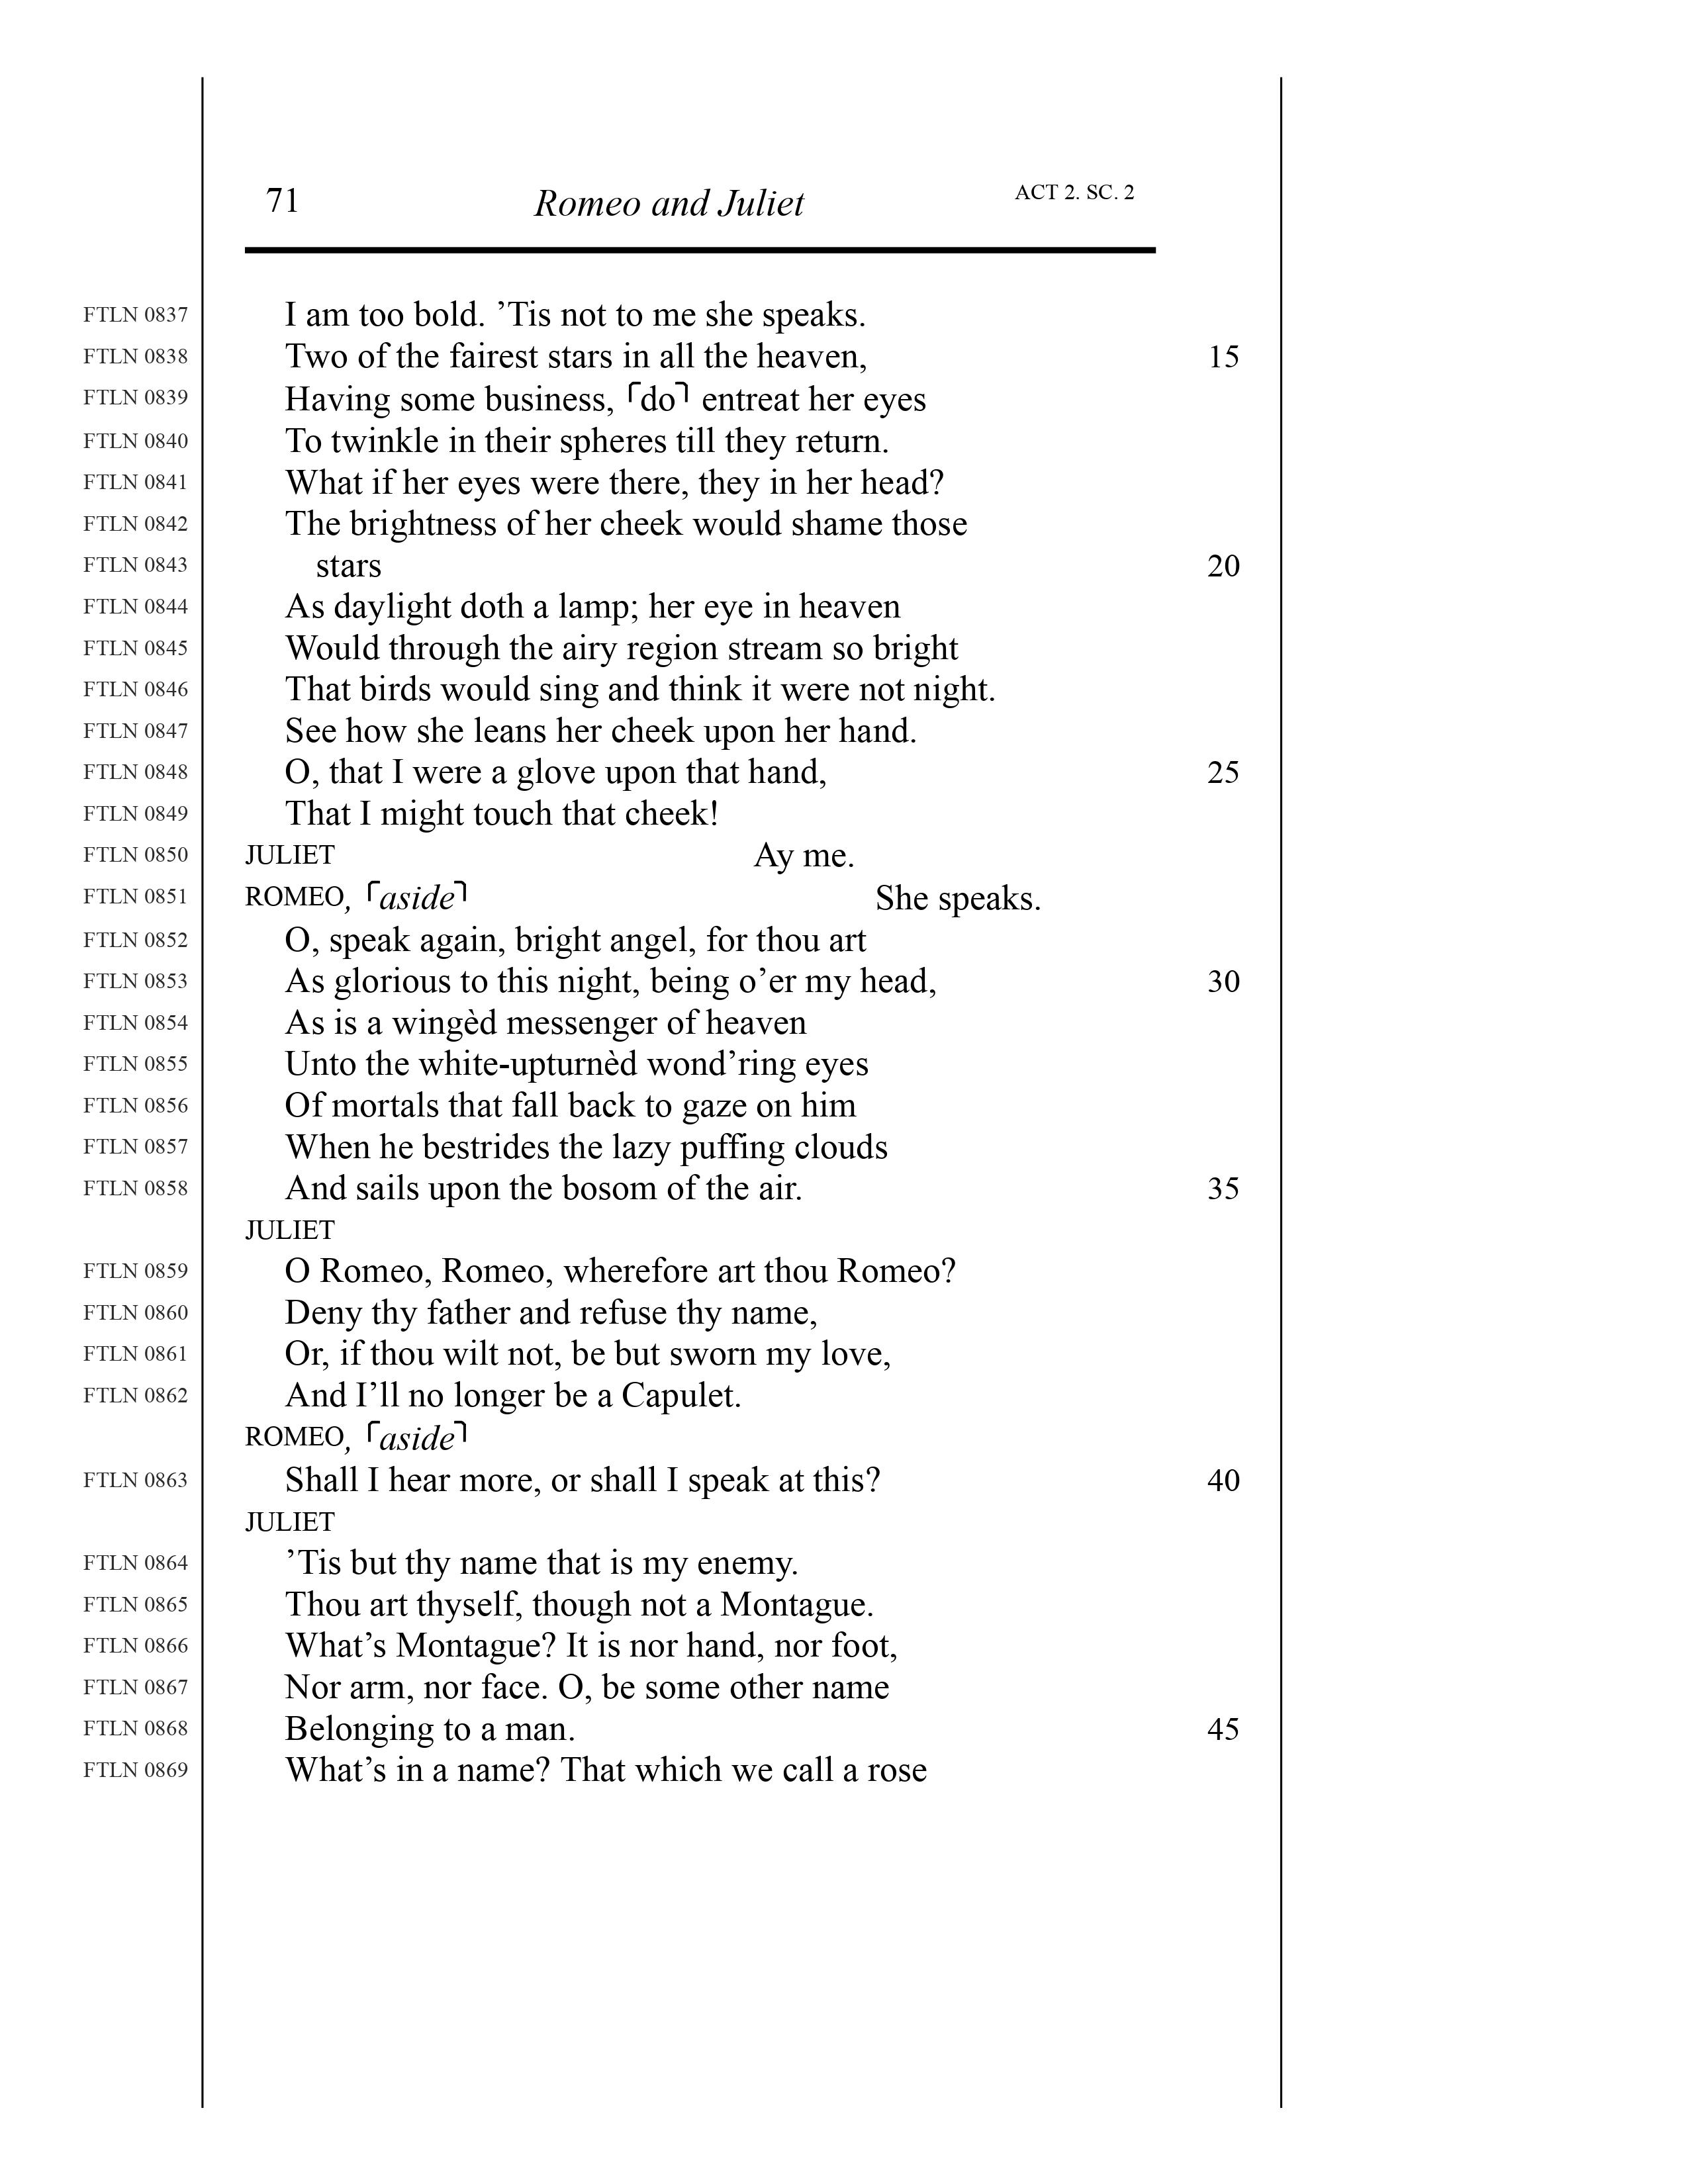 71 Romeo and Juliet ACT 2. SC. 2
FTLN 0837 I am too bold. ’Tis not to me she speaks.
FTLN 0838 Two of the fairest stars in all the heaven, 15
FTLN 0839 Having some business, ⌜do⌝ entreat her eyes
FTLN 0840 To twinkle in their spheres till they return.
FTLN 0841 What if her eyes were there, they in her head?
FTLN 0842 The brightness of her cheek would shame those
FTLN 0843 stars 20
FTLN 0844 As daylight doth a lamp; her eye in heaven
FTLN 0845 Would through the airy region stream so bright
FTLN 0846 That birds would sing and think it were not night.
FTLN 0847 See how she leans her cheek upon her hand.
FTLN 0848 O, that I were a glove upon that hand, 25
FTLN 0849 That I might touch that cheek!
FTLN 0850 JULIET Ay me.
FTLN 0851 ROMEO, ⌜aside⌝ She speaks.
FTLN 0852 O, speak again, bright angel, for thou art
FTLN 0853 As glorious to this night, being o’er my head, 30
FTLN 0854 As is a wingèd messenger of heaven
FTLN 0855 Unto the white-upturnèd wond’ring eyes
FTLN 0856 Of mortals that fall back to gaze on him
FTLN 0857 When he bestrides the lazy puffing clouds
FTLN 0858 And sails upon the bosom of the air. 35
JULIET
FTLN 0859 O Romeo, Romeo, wherefore art thou Romeo?
FTLN 0860 Deny thy father and refuse thy name,
FTLN 0861 Or, if thou wilt not, be but sworn my love,
FTLN 0862 And I’ll no longer be a Capulet.
ROMEO, ⌜aside⌝
FTLN 0863 Shall I hear more, or shall I speak at this? 40
JULIET
FTLN 0864 ’Tis but thy name that is my enemy.
FTLN 0865 Thou art thyself, though not a Montague.
FTLN 0866 What’s Montague? It is nor hand, nor foot,
FTLN 0867 Nor arm, nor face. O, be some other name
FTLN 0868 Belonging to a man. 45
FTLN 0869 What’s in a name? That which we call a rose